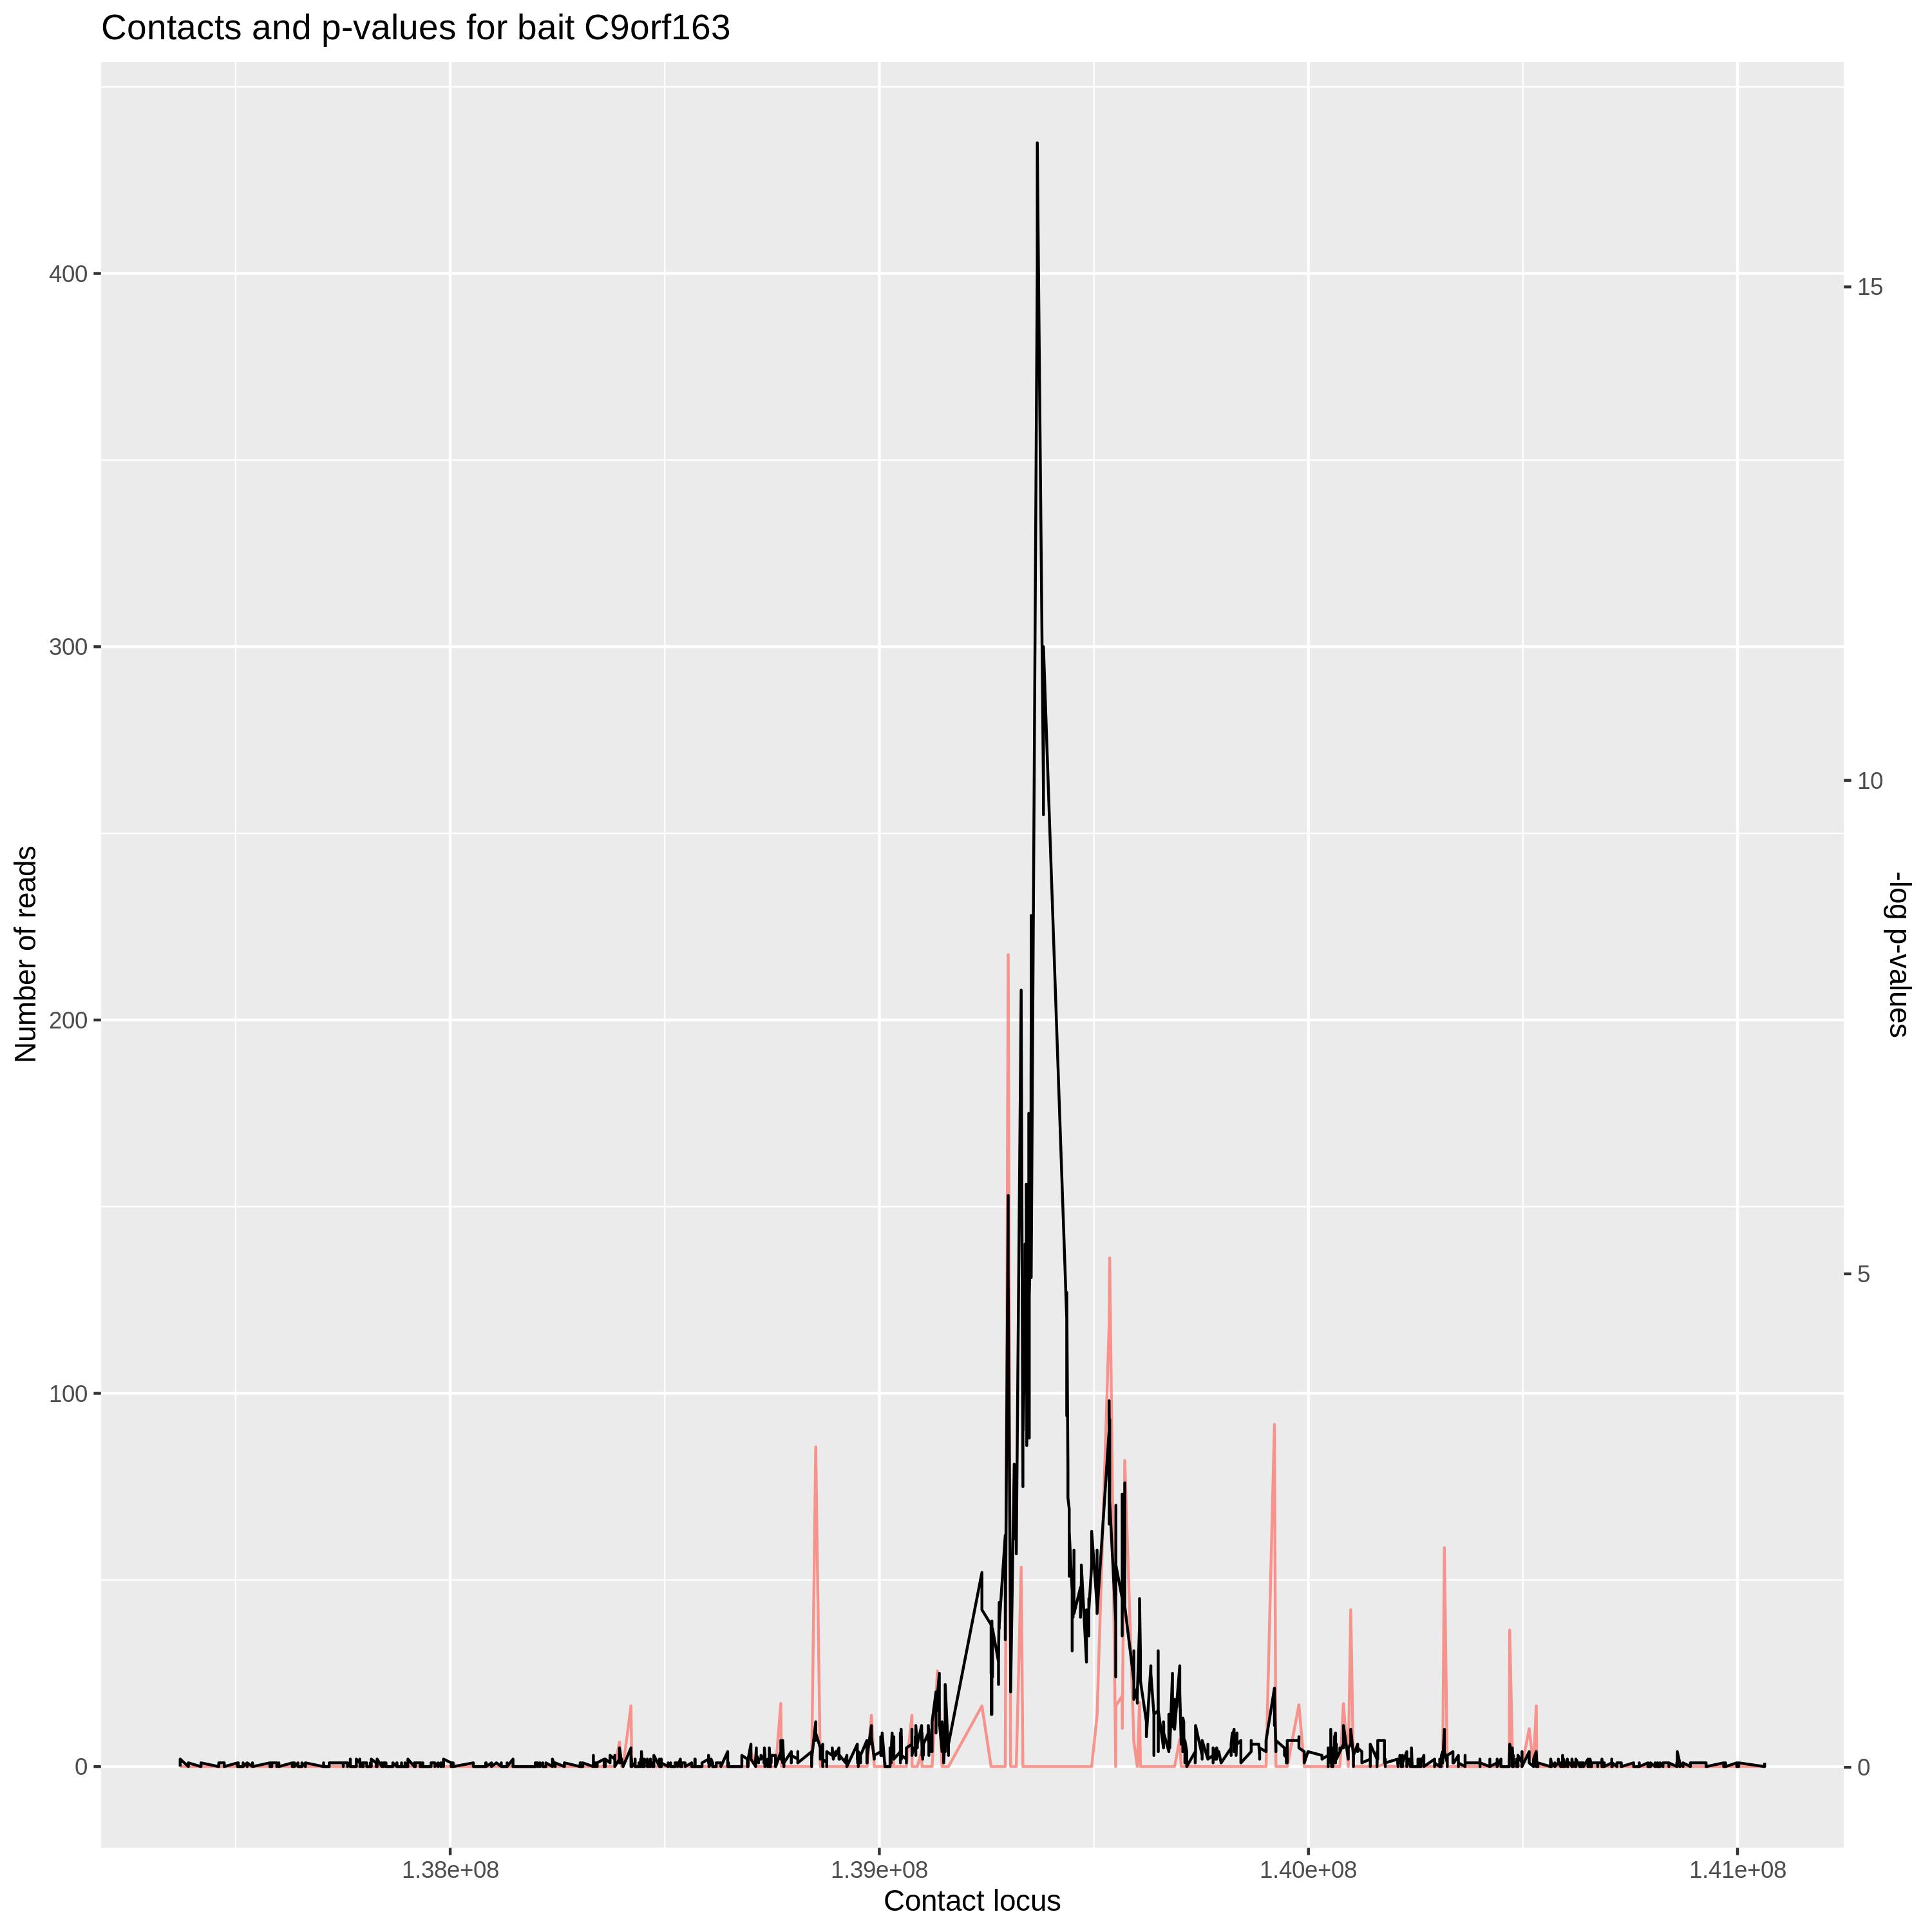 Contacts and p-values for bait C9orf163
Number of reads
400
300
200
100
0
15
10
5
0
-log p-values
1.38e+08
1.39e+08
1.40e+08
1.41e+08
Contact locus